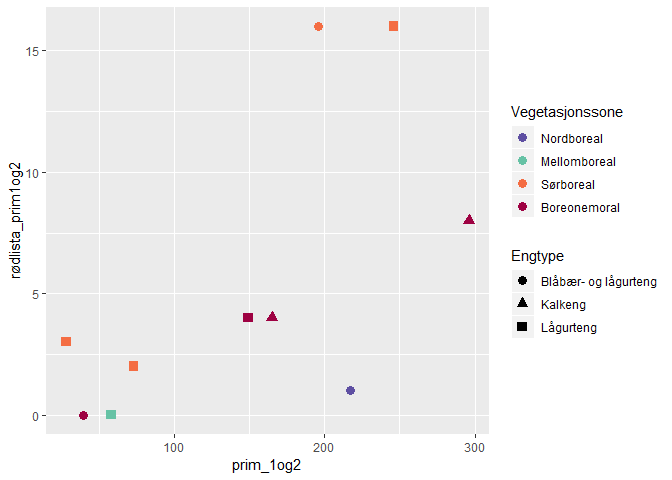 15
10
5
0
rødlista_prim1og2
100
200
300
prim_1og2
Vegetasjonssone
Nordboreal
Mellomboreal
Sørboreal
Boreonemoral
Engtype
Blåbær- og lågurteng
Kalkeng
Lågurteng